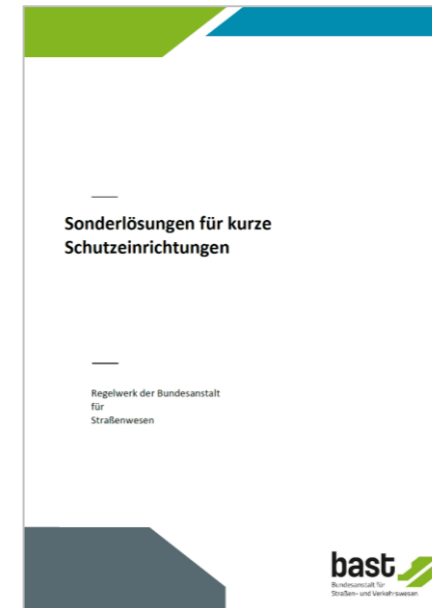 Sonderlösungen für kurze
Schutzeinrichtungen
Regelwerk der Bundesanstalt
für
Straßenwesen
bast
Bundesanstalt für
Straßen- und Verkehrswesen